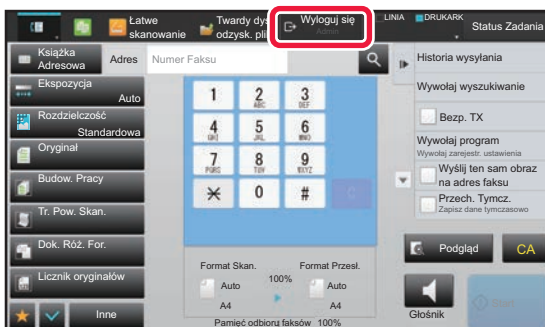 Łatwe
skanowanie
Twardy dys
odzysk. pli
Wyloguj się
Admin
LINIA
DRUKARK
Status Zadania
Książka
Adresowa
Adres
Numer Faksu
Historia wysyłania
Ekspozycja
Auto
Wywołaj wyszukiwanie
Rozdzielczość
Standardowa
Bezp. TX
Oryginał
Wywołaj program
Wywołaj zarejestr. ustawienia
Budow. Pracy
Wyślij ten sam obraz
na adres faksu
Tr. Pow. Skan.
Przech. Tymcz.
Zapisz dane tymczasowo
Dok. Róż. For.
Licznik oryginałów
Inne
1
2 ABC
3 DEF
4 GHI
5 JKL
6 MNO
7 PQRS
8 TUV
9 WXYZ
0
#
C
Format Skan.
100%
Format Przesł.
Auto
A4
Auto
A4
Pamięć odbioru faksów 100%
Podgląd
CA
Głośnik
Start